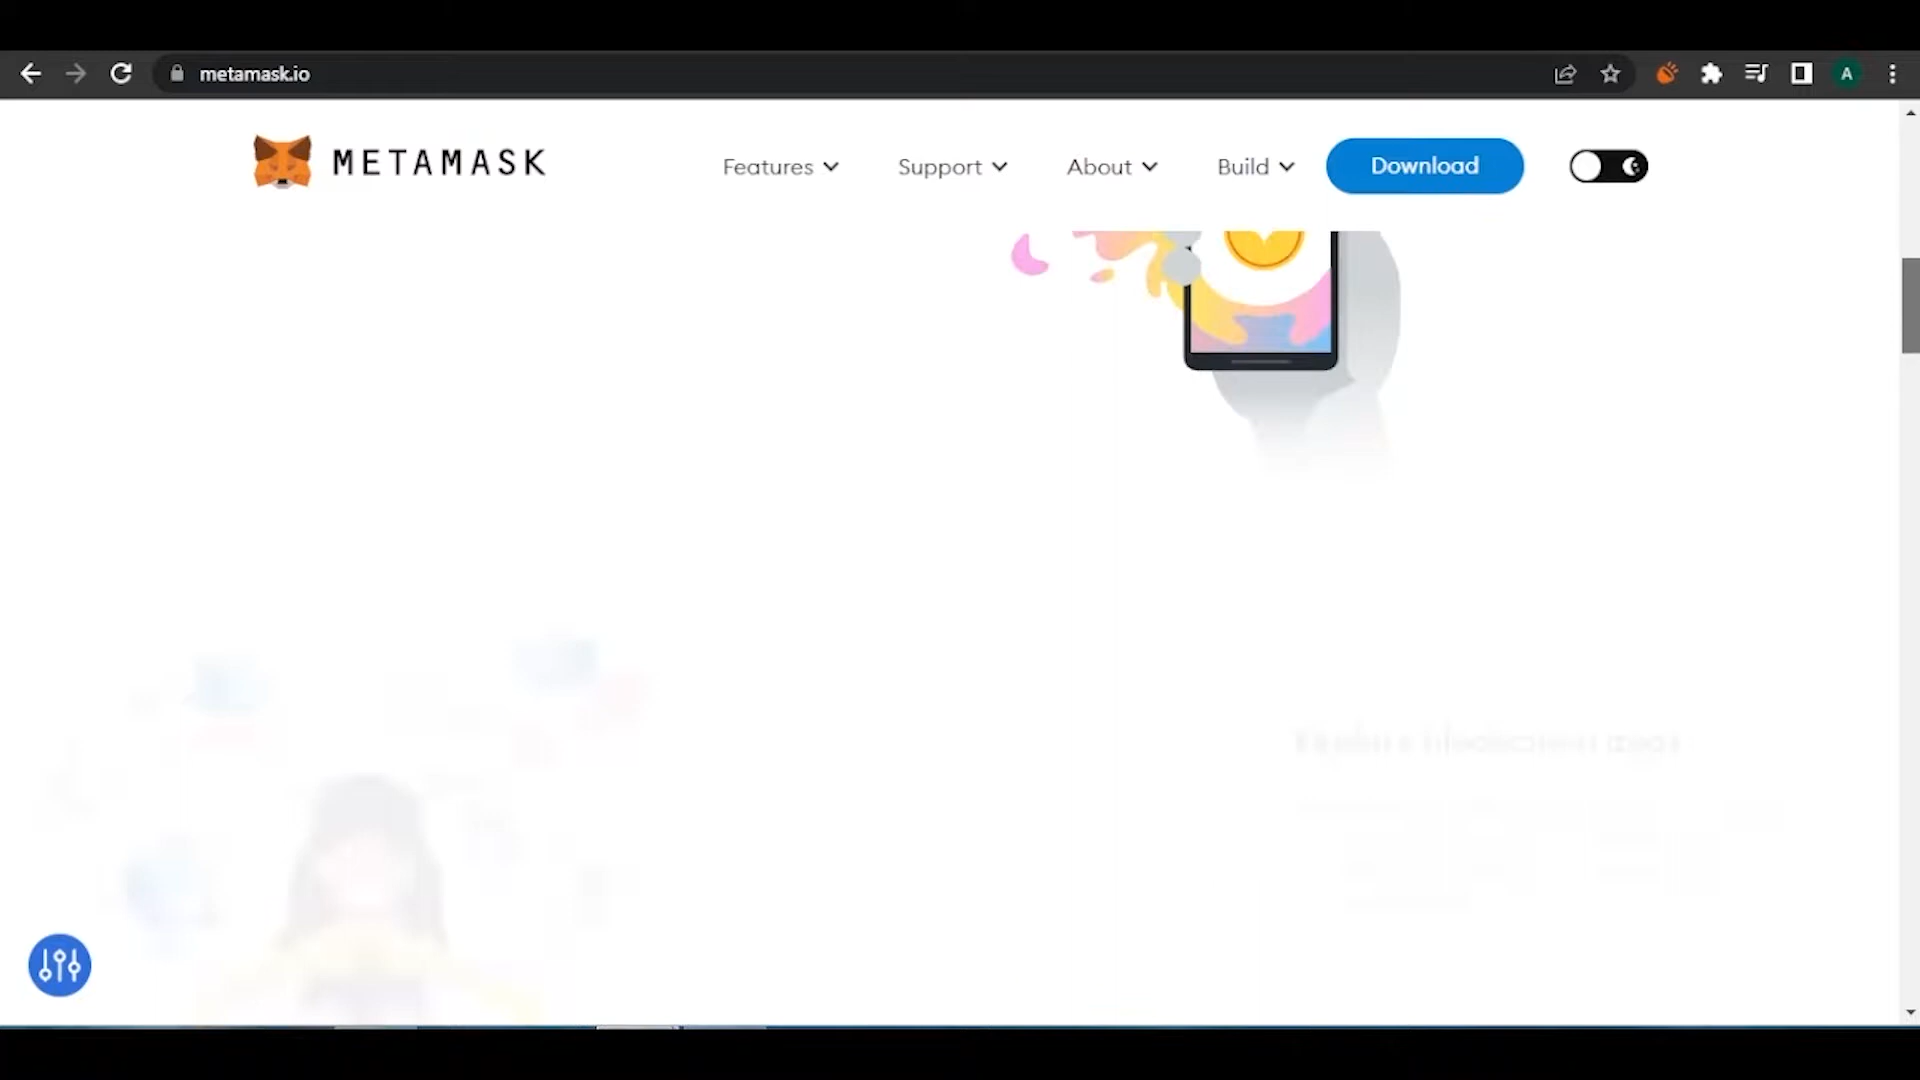 metamask.io
A
METAMASK
Features
Support
About
Build
Download